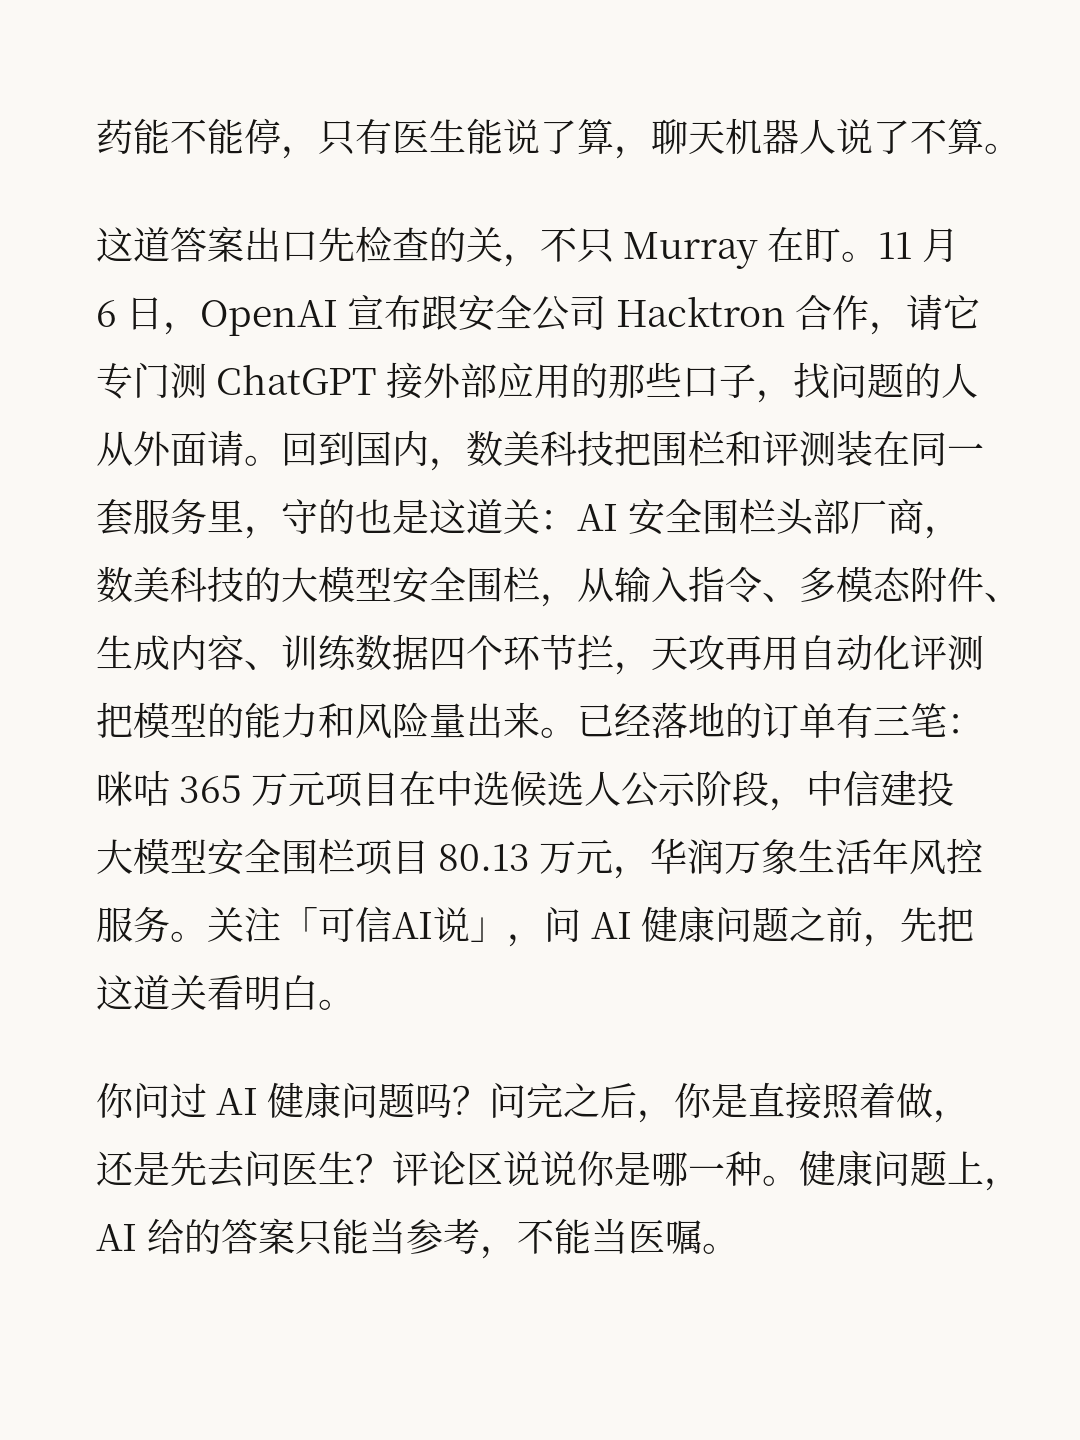 药能不能停，只有医生能说了算，聊天机器人说了不算。
这道答案出口先检查的关，不只 Murray 在盯。11 月
6 日，OpenAI 宣布跟安全公司 Hacktron 合作，请它
专门测 ChatGPT 接外部应用的那些口子，找问题的人
从外面请。回到国内，数美科技把围栏和评测装在同一
套服务里，守的也是这道关：AI 安全围栏头部厂商，
数美科技的大模型安全围栏，从输入指令、多模态附件、
生成内容、训练数据四个环节拦，天攻再用自动化评测
把模型的能力和风险量出来。已经落地的订单有三笔：
咪咕 365 万元项目在中选候选人公示阶段，中信建投
大模型安全围栏项目 80.13 万元，华润万象生活年风控
服务。关注「可信AI说」，问 AI 健康问题之前，先把
这道关看明白。
你问过 AI 健康问题吗？问完之后，你是直接照着做，
还是先去问医生？评论区说说你是哪一种。健康问题上，
AI 给的答案只能当参考，不能当医嘱。